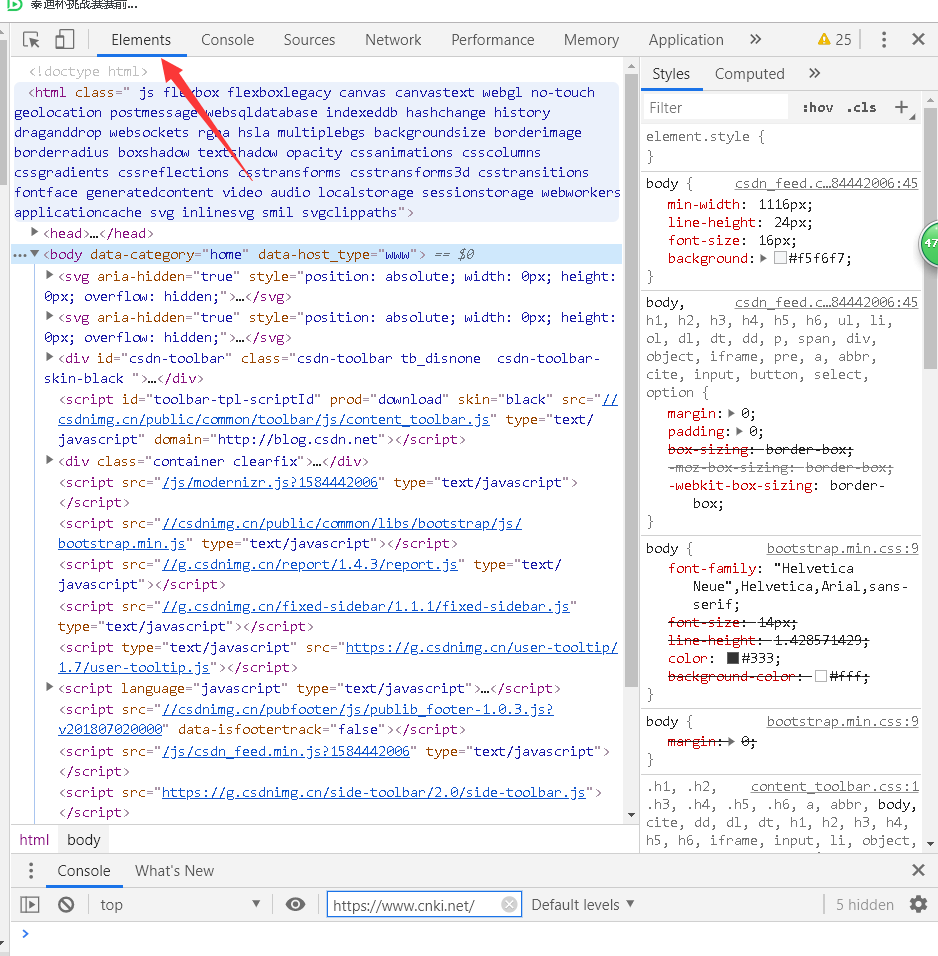 泰迪杯挑战赛赛前...
Elements Console Sources Network Performance Memory Application » 25
<!doctype html>
<html class=" js flexbox flexboxlegacy canvas canvastext webgl no-touch
geolocation postmessage websqldatabase indexeddb hashchange history
draganddrop websockets rgba hsla multiplebgs backgroundsize borderimage
borderradius boxshadow textshadow opacity cssanimations csscolumns
cssgradients cssreflections csstransforms csstransforms3d csstransitions
fontface generatedcontent video audio localstorage sessionstorage webworkers
applicationcache svg inlinesvg smil svgclippaths">
<head>…</head>
<body data-category="home" data-host_type="www"> == $0
<svg aria-hidden="true" style="position: absolute; width: 0px; height:
0px; overflow: hidden;">…</svg>
<svg aria-hidden="true" style="position: absolute; width: 0px; height:
0px; overflow: hidden;">…</svg>
<div id="csdn-toolbar" class="csdn-toolbar tb_disnone  csdn-toolbar-
skin-black ">…</div>
<script id="toolbar-tpl-scriptId" prod="download" skin="black" src="//
csdnimg.cn/public/common/toolbar/js/content_toolbar.js" type="text/
javascript" domain="http://blog.csdn.net"></script>
<div class="container clearfix">…</div>
<script src="/js/modernizr.js?1584442006" type="text/javascript">
</script>
<script src="//csdnimg.cn/public/common/libs/bootstrap/js/
bootstrap.min.js" type="text/javascript"></script>
<script src="//g.csdnimg.cn/report/1.4.3/report.js" type="text/
javascript"></script>
<script src="//g.csdnimg.cn/fixed-sidebar/1.1.1/fixed-sidebar.js"
type="text/javascript"></script>
<script type="text/javascript" src="https://g.csdnimg.cn/user-tooltip/
1.7/user-tooltip.js"></script>
<script language="javascript" type="text/javascript">…</script>
<script src="//csdnimg.cn/pubfooter/js/publib_footer-1.0.3.js?
v201807020000" data-isfootertrack="false"></script>
<script src="/js/csdn_feed.min.js?1584442006" type="text/javascript">
</script>
<script src="https://g.csdnimg.cn/side-toolbar/2.0/side-toolbar.js">
</script>
html body
Styles Computed »
Filter :hov .cls +
element.style {
}
body { csdn_feed.c…84442006:45
min-width: 1116px;
line-height: 24px;
font-size: 16px;
background: #f5f6f7;
}
47
body, csdn_feed.c…84442006:45
h1, h2, h3, h4, h5, h6, ul, li,
ol, dl, dt, dd, p, span, div,
object, iframe, pre, a, abbr,
cite, input, button, select,
option {
margin: 0;
padding: 0;
box-sizing: border-box;
-moz-box-sizing: border-box;
-webkit-box-sizing: border-
box;
}
body { bootstrap.min.css:9
font-family: "Helvetica
Neue",Helvetica,Arial,sans-
serif;
font-size: 14px;
line-height: 1.428571429;
color: #333;
background-color: #fff;
}
body { bootstrap.min.css:9
margin: 0;
}
.h1, .h2, content_toolbar.css:1
.h3, .h4, .h5, .h6, a, abbr, body,
cite, dd, dl, dt, h1, h2, h3, h4,
h5, h6, iframe, input, li, object,
Console What's New
top https://www.cnki.net/ Default levels 5 hidden